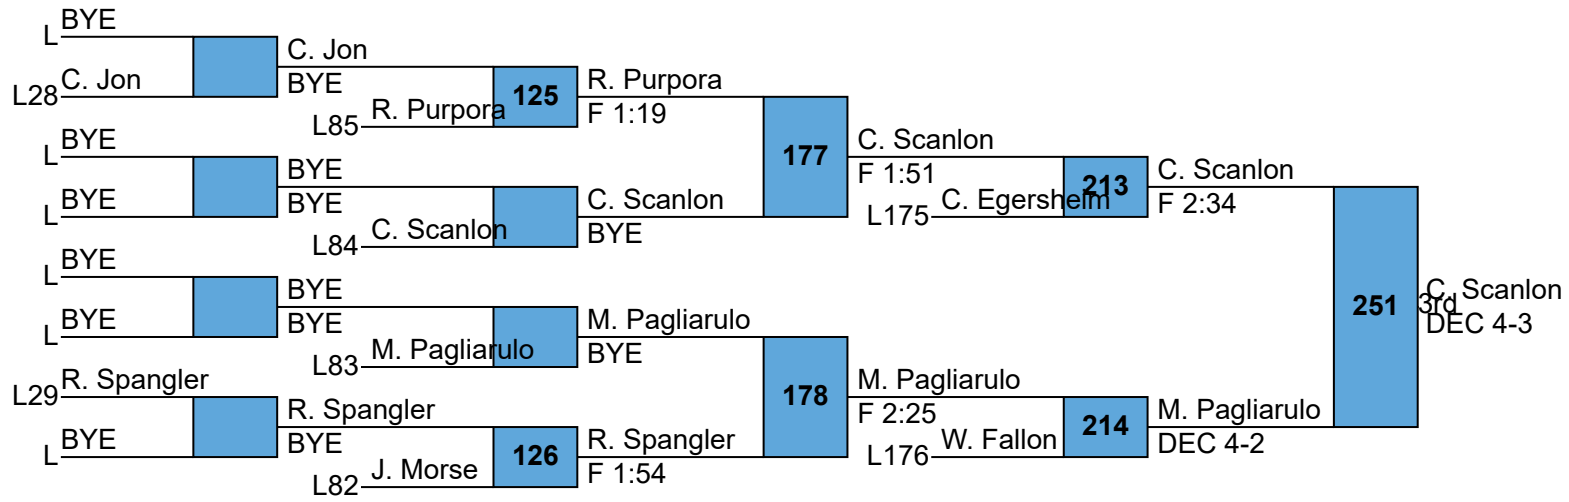 BYE
L
C. Jon
L28
C. Jon
BYE
R. Purpora
L85
125
R. Purpora
F 1:19
BYE
L
BYE
L
BYE
BYE
C. Scanlon
L84
C. Scanlon
BYE
177
C. Scanlon
F 1:51
C. Egersheim
L175
213
C. Scanlon
F 2:34
BYE
L
BYE
L
BYE
BYE
M. Pagliarulo
L83
M. Pagliarulo
BYE
R. Spangler
L29
BYE
L
R. Spangler
BYE
J. Morse
L82
126
R. Spangler
F 1:54
178
M. Pagliarulo
F 2:25
W. Fallon
L176
214
M. Pagliarulo
DEC 4-2
251
C. Scanlon
3rd
DEC 4-3